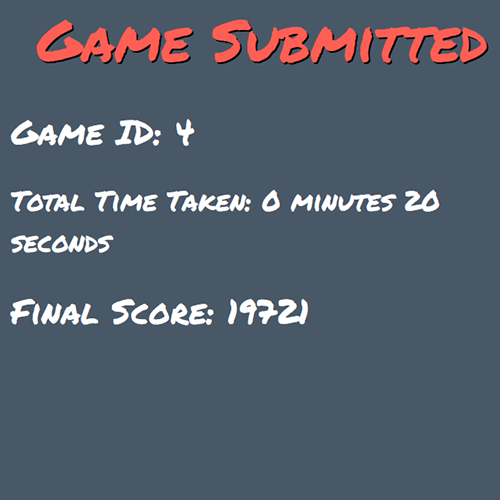 Game Submitted
Game ID: 4
Total Time Taken: 0 minutes 20
seconds
Final Score: 19721